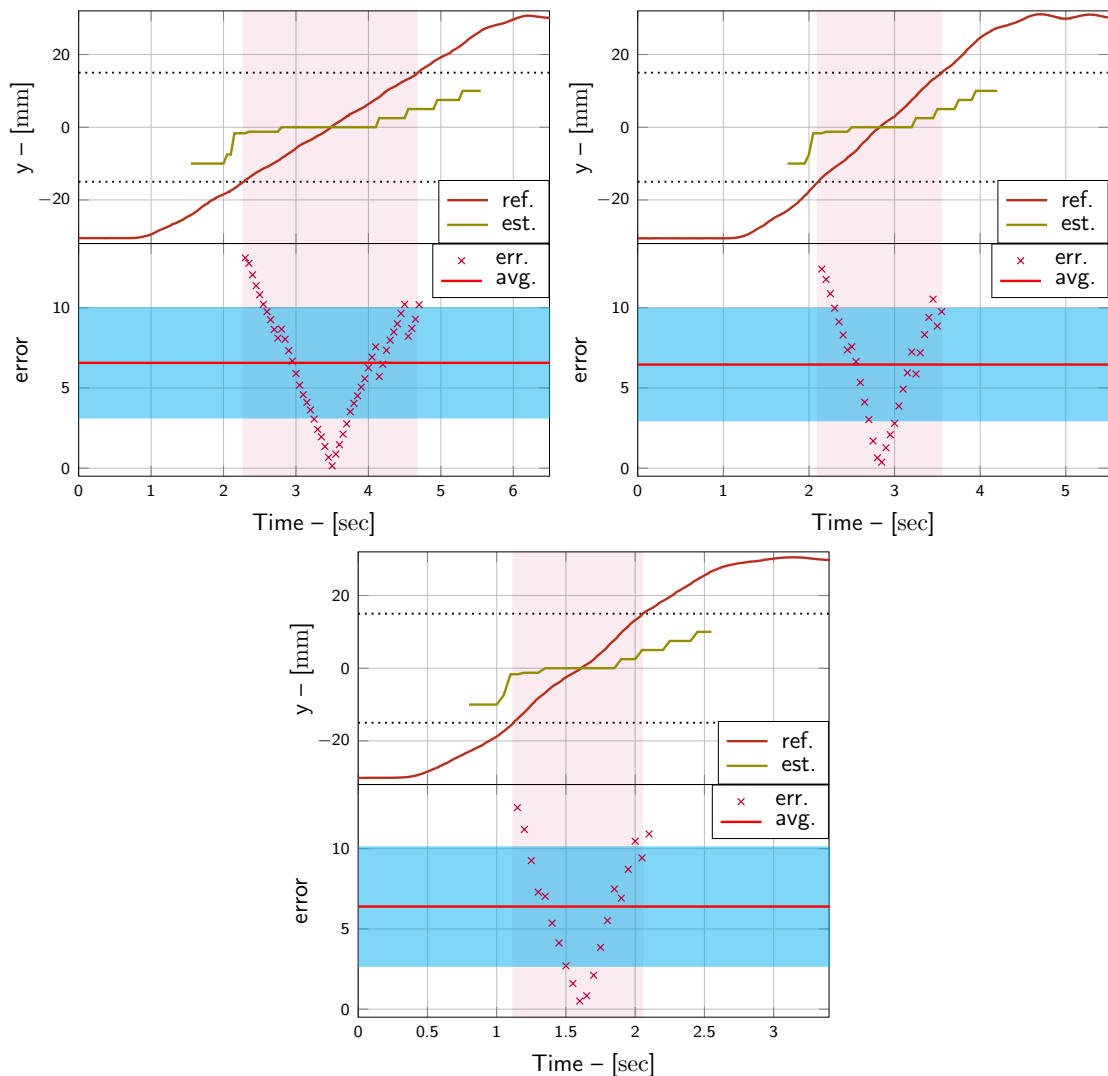 20
0
−20
y – [mm]
ref.
est.
10
5
0
error
err.
avg.
0 1 2 3 4 5 6
Time – [sec]
20
0
−20
y – [mm]
ref.
est.
10
5
0
error
err.
avg.
0 1 2 3 4 5
Time – [sec]
20
0
−20
y – [mm]
ref.
est.
10
5
0
error
err.
avg.
0 0.5 1 1.5 2 2.5 3
Time – [sec]